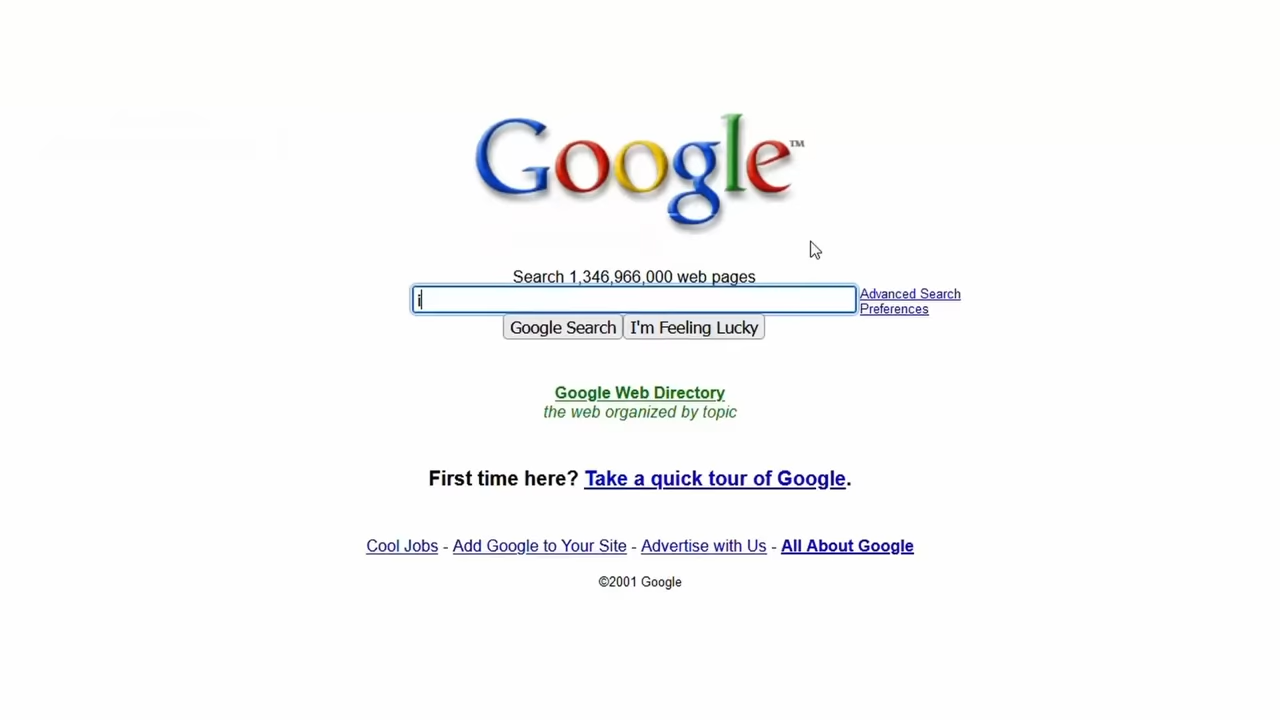 Google™
Search 1,346,966,000 web pages
i
Advanced Search
Preferences
Google Search I'm Feeling Lucky
Google Web Directory
the web organized by topic
First time here? Take a quick tour of Google.
Cool Jobs - Add Google to Your Site - Advertise with Us - All About Google
©2001 Google